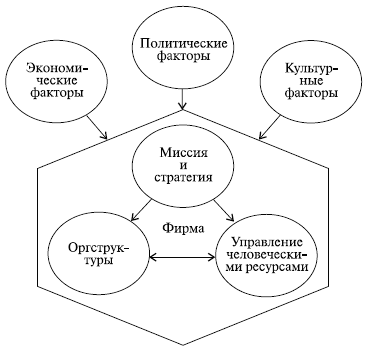 Политические
факторы
Экономи-
ческие
факторы
Культур-
ные
факторы
Миссия
и
стратегия
Фирма
Оргструк-
туры
Управление
человечески-
ми ресурсами